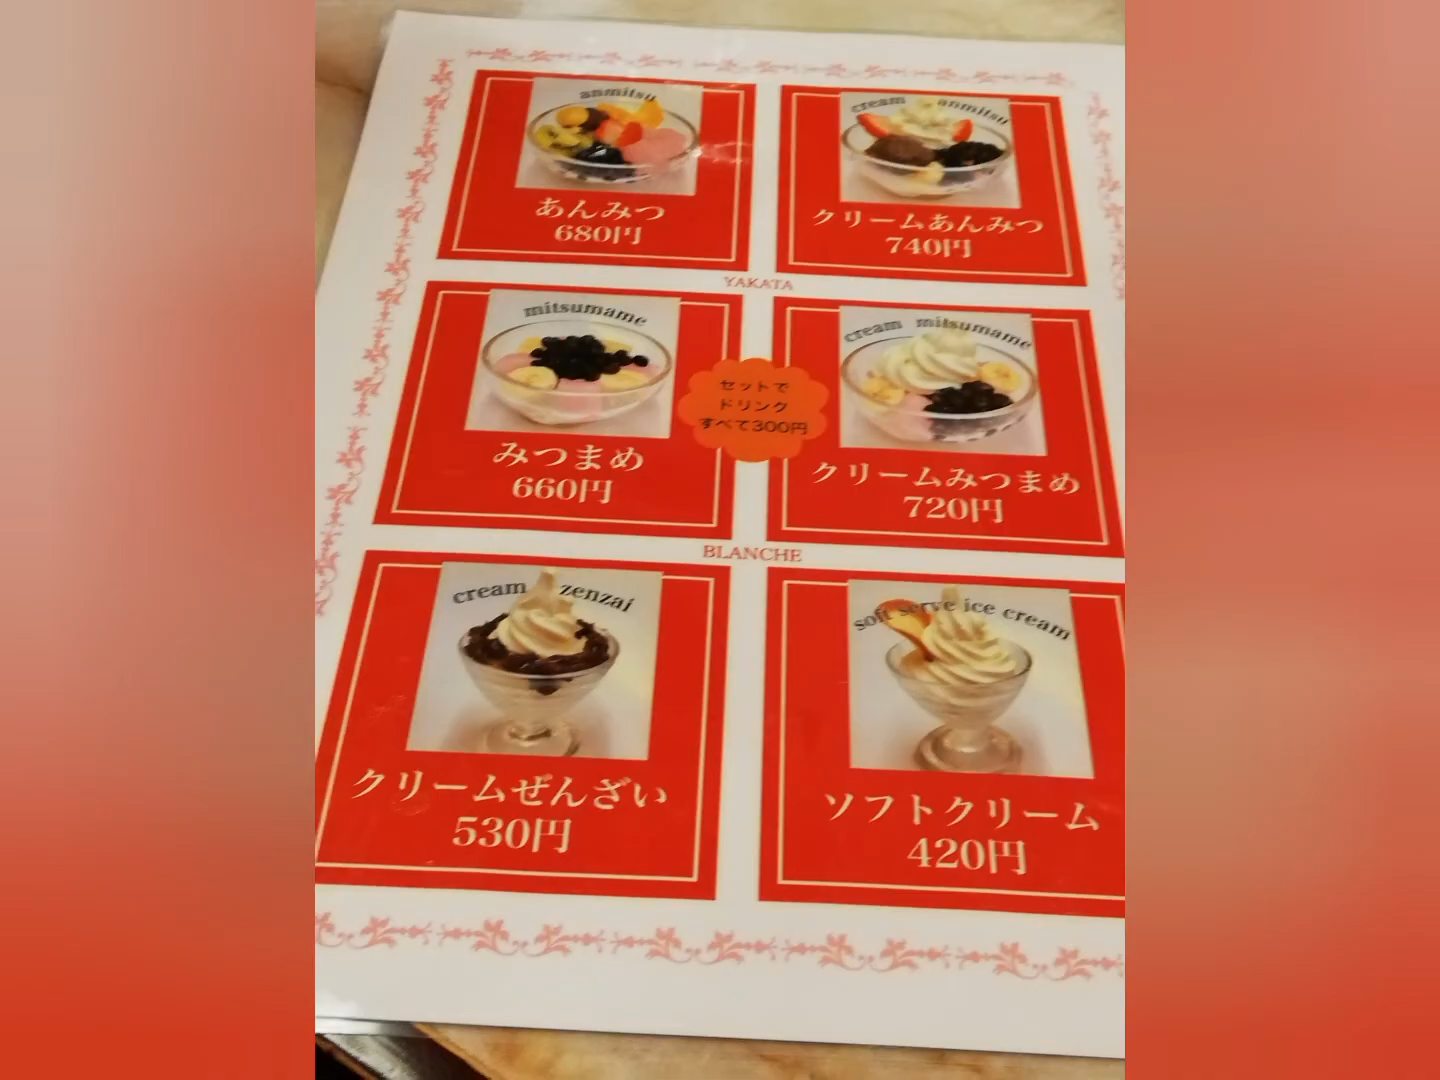 anmitsu
あんみつ
680円
cream anmitsu
クリームあんみつ
740円
YAKATA
mitsumame
みつまめ
660円
セットで
ドリンク
すべて300円
cream mitsumame
クリームみつまめ
720円
BLANCHE
cream zenzai
クリームぜんざい
530円
soft serve ice cream
ソフトクリーム
420円